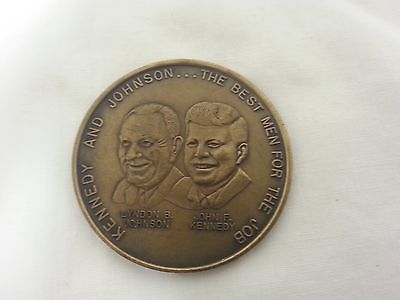 KENNEDY AND JOHNSON...THE BEST MEN FOR THE JOB
LYNDON B.
JOHNSON
JOHN F.
KENNEDY